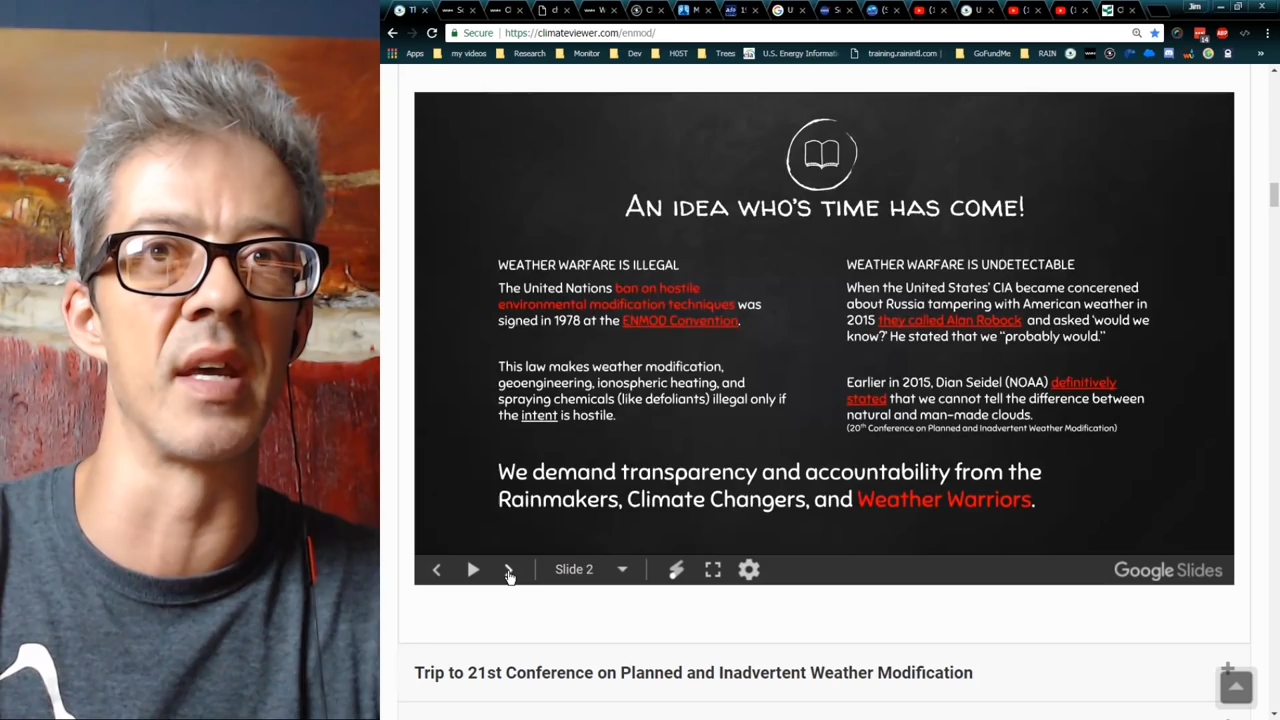 Jim
Secure
https://climateviewer.com/enmod/
Apps my videos Research Monitor Dev H0ST Trees U.S. Energy Informati training.rainintl.com | GoFundMe RAIN »
AN IDEA WHO'S TIME HAS COME!
WEATHER WARFARE IS ILLEGAL
The United Nations ban on hostile
environmental modification techniques was
signed in 1978 at the ENMOD Convention.
This law makes weather modification,
geoengineering, ionospheric heating, and
spraying chemicals (like defoliants) illegal only if
the intent is hostile.
WEATHER WARFARE IS UNDETECTABLE
When the United States' CIA became concerened
about Russia tampering with American weather in
2015 they called Alan Robock and asked 'would we
know?' He stated that we "probably would."
Earlier in 2015, Dian Seidel (NOAA) definitively
stated that we cannot tell the difference between
natural and man-made clouds.
(20th Conference on Planned and Inadvertent Weather Modification)
We demand transparency and accountability from the
Rainmakers, Climate Changers, and Weather Warriors.
Slide 2
Google Slides
Trip to 21st Conference on Planned and Inadvertent Weather Modification